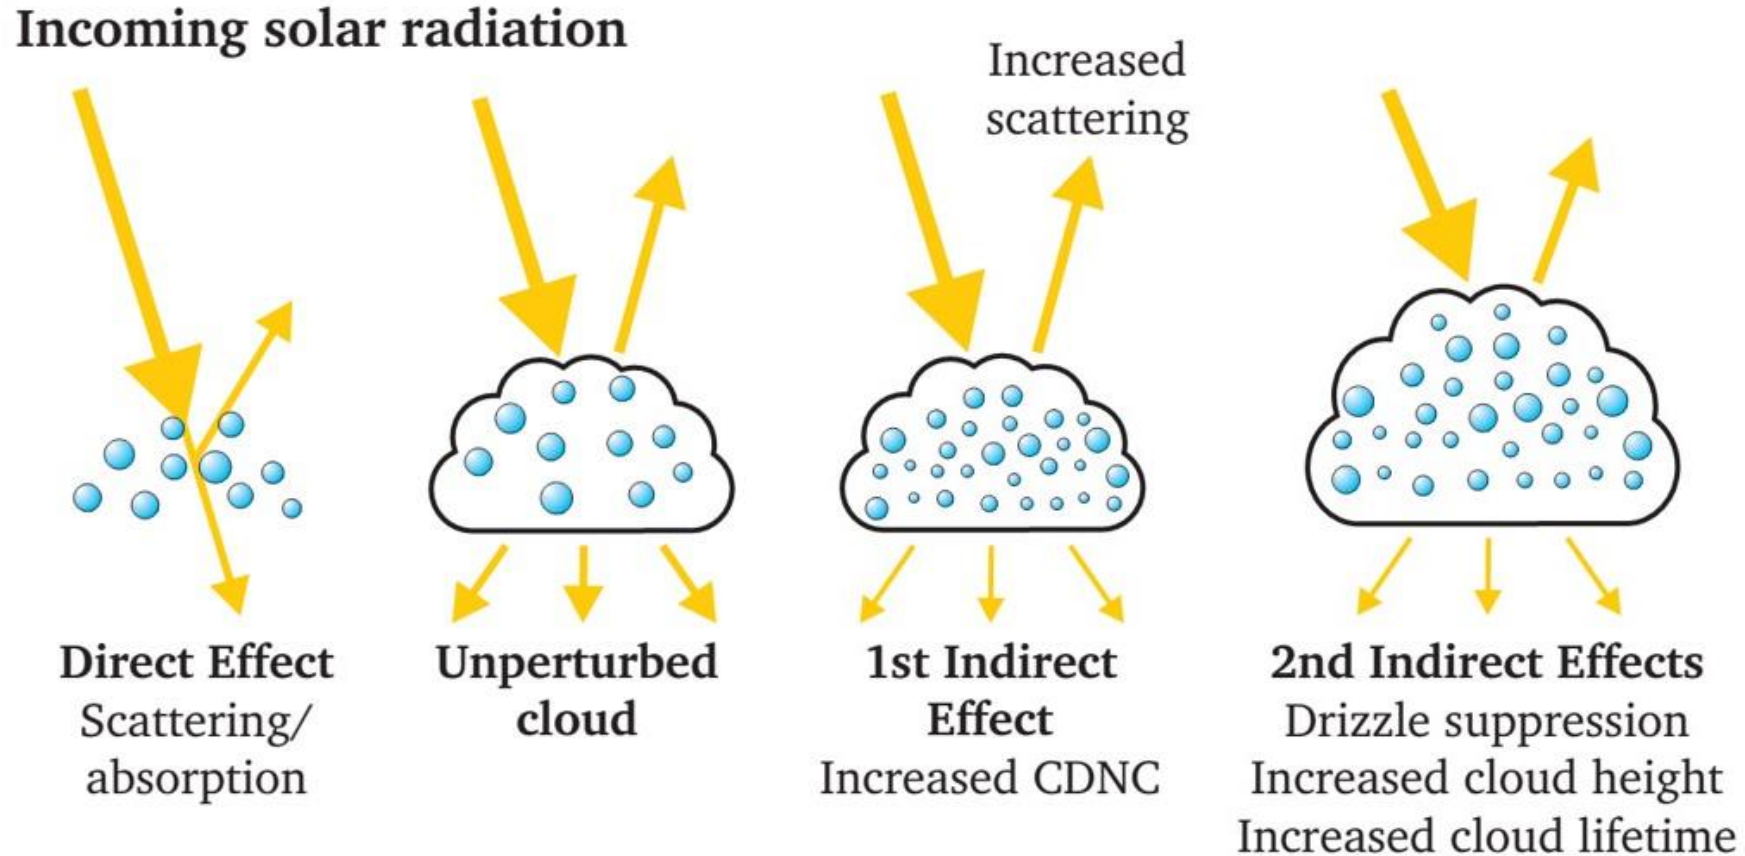 Incoming solar radiation
Increased
scattering
Direct Effect
Scattering/
absorption
Unperturbed
cloud
1st Indirect
Effect
Increased CDNC
2nd Indirect Effects
Drizzle suppression
Increased cloud height
Increased cloud lifetime